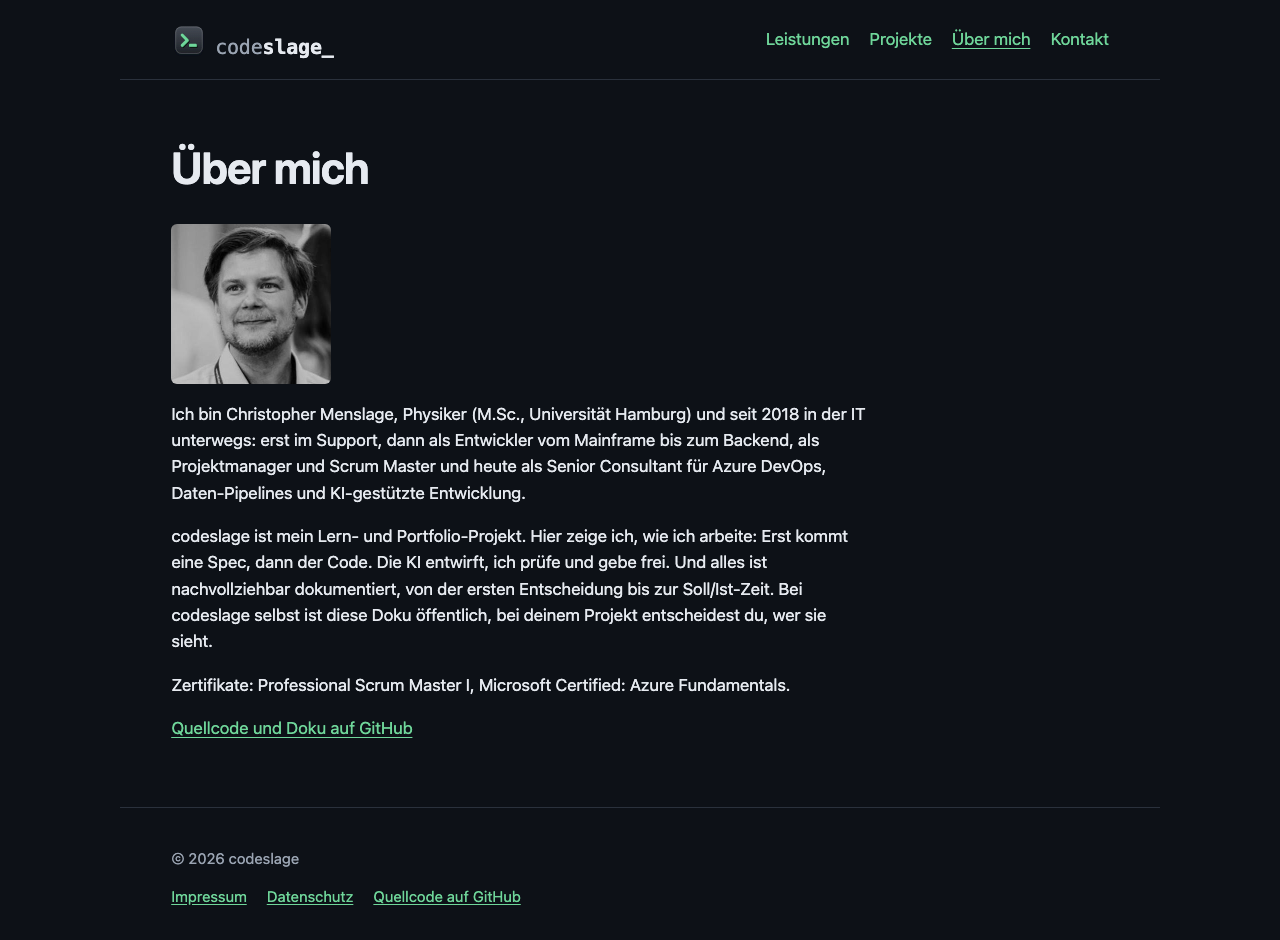 codeslage_
Leistungen Projekte Über mich Kontakt
Über mich
Ich bin Christopher Menslage, Physiker (M.Sc., Universität Hamburg) und seit 2018 in der IT
unterwegs: erst im Support, dann als Entwickler vom Mainframe bis zum Backend, als
Projektmanager und Scrum Master und heute als Senior Consultant für Azure DevOps,
Daten-Pipelines und KI-gestützte Entwicklung.
codeslage ist mein Lern- und Portfolio-Projekt. Hier zeige ich, wie ich arbeite: Erst kommt
eine Spec, dann der Code. Die KI entwirft, ich prüfe und gebe frei. Und alles ist
nachvollziehbar dokumentiert, von der ersten Entscheidung bis zur Soll/Ist-Zeit. Bei
codeslage selbst ist diese Doku öffentlich, bei deinem Projekt entscheidest du, wer sie
sieht.
Zertifikate: Professional Scrum Master I, Microsoft Certified: Azure Fundamentals.
Quellcode und Doku auf GitHub
© 2026 codeslage
Impressum Datenschutz Quellcode auf GitHub